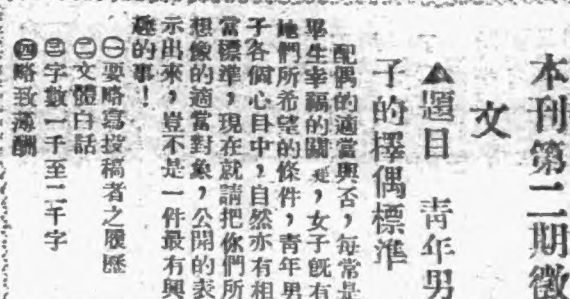 本刊第二期徵
文
▲題目　青年男
子的擇偶標準
配偶的適當與否，每常是
畢生幸福的關鍵，女子既有
她們所希望的條件，青年男
子各個心目中，自然亦有相
當標準，現在就請把你們所
想像的適當對象，公開的表
示出來，豈不是一件最有興
趣的事！
㊀要略寫投稿者之履歷
㊁文體白話
㊂字數一千至二千字
㊃略致薄酬